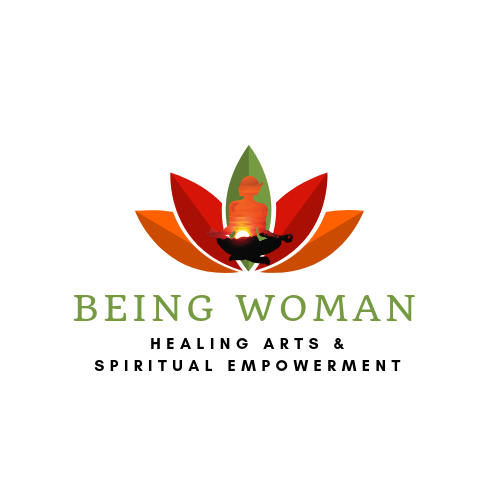 BEING WOMAN
HEALING ARTS &
SPIRITUAL EMPOWERMENT